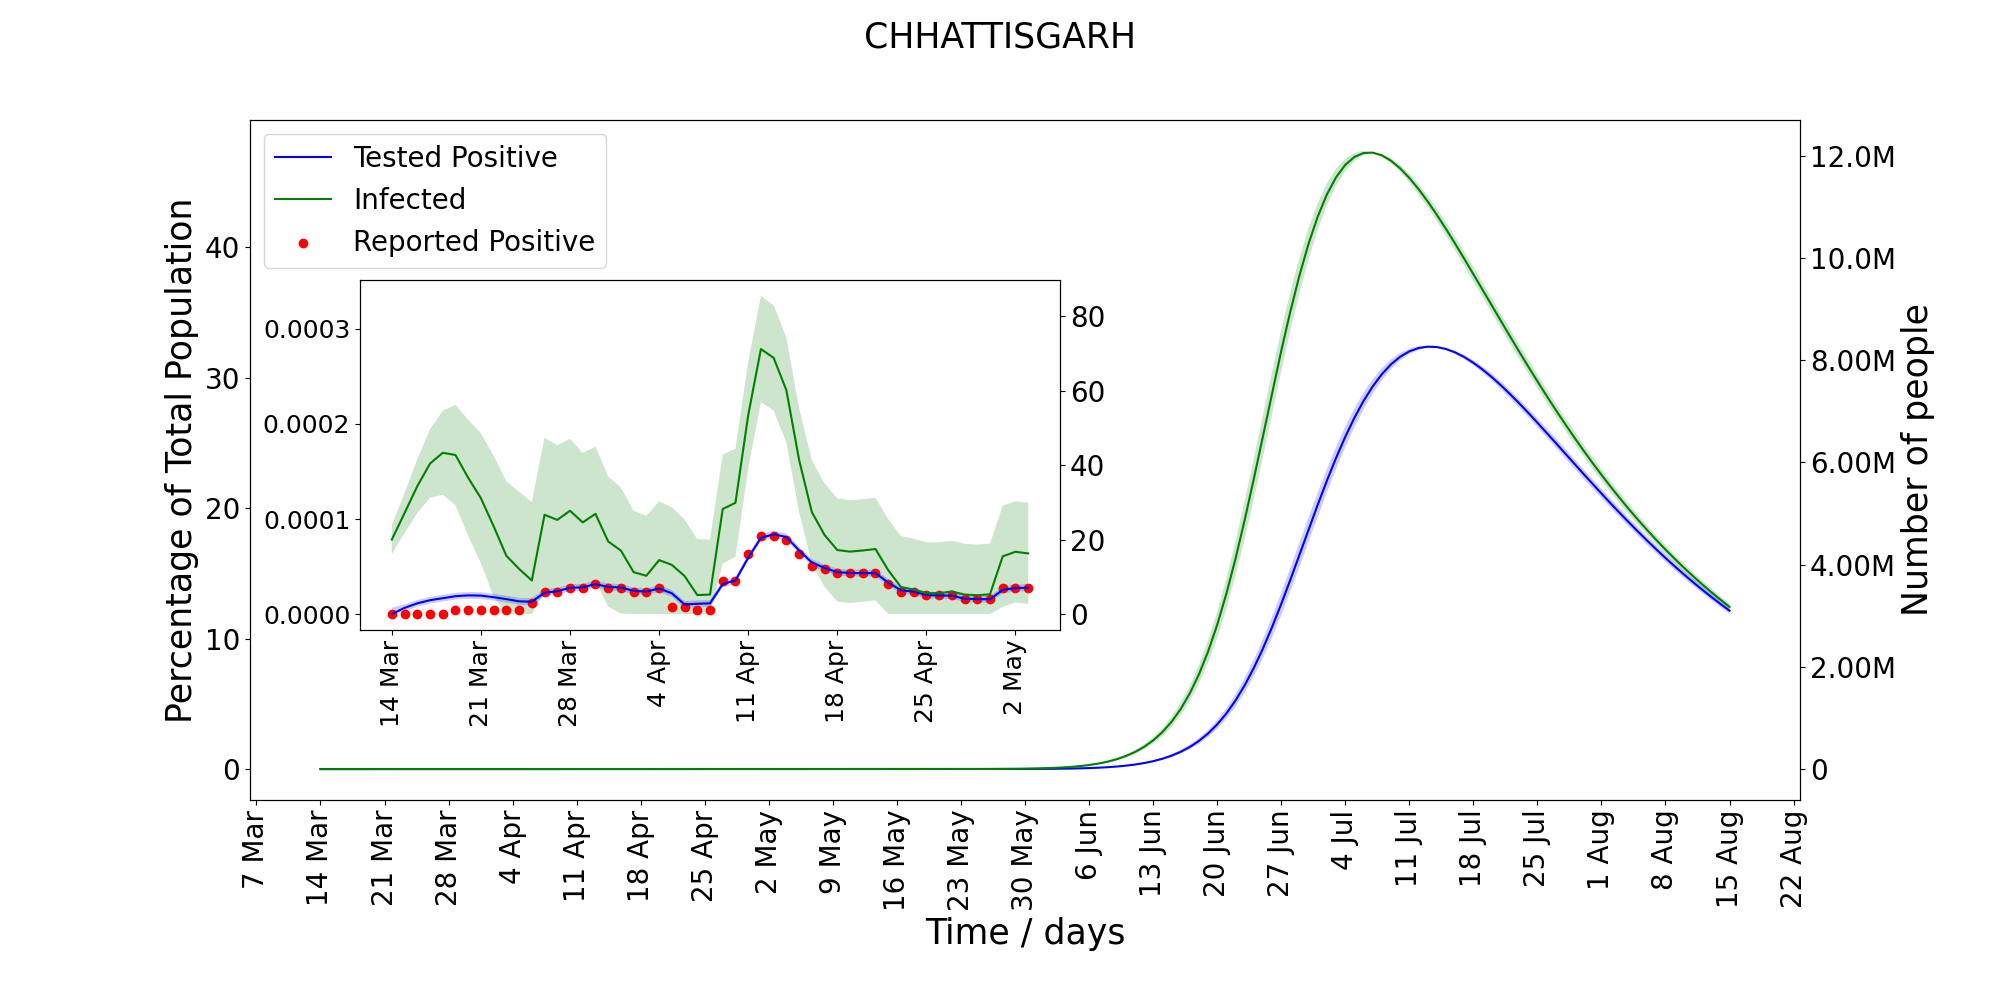 CHHATTISGARH
Tested Positive
Infected
Reported Positive
Percentage of Total Population
40
30
20
10
0
12.0M
10.0M
8.00M
6.00M
4.00M
2.00M
0
Number of people
0.0003
0.0002
0.0001
0.0000
80
60
40
20
0
14 Mar
21 Mar
28 Mar
4 Apr
11 Apr
18 Apr
25 Apr
2 May
7 Mar
14 Mar
21 Mar
28 Mar
4 Apr
11 Apr
18 Apr
25 Apr
2 May
9 May
16 May
23 May
30 May
6 Jun
13 Jun
20 Jun
27 Jun
4 Jul
11 Jul
18 Jul
25 Jul
1 Aug
8 Aug
15 Aug
22 Aug
Time / days